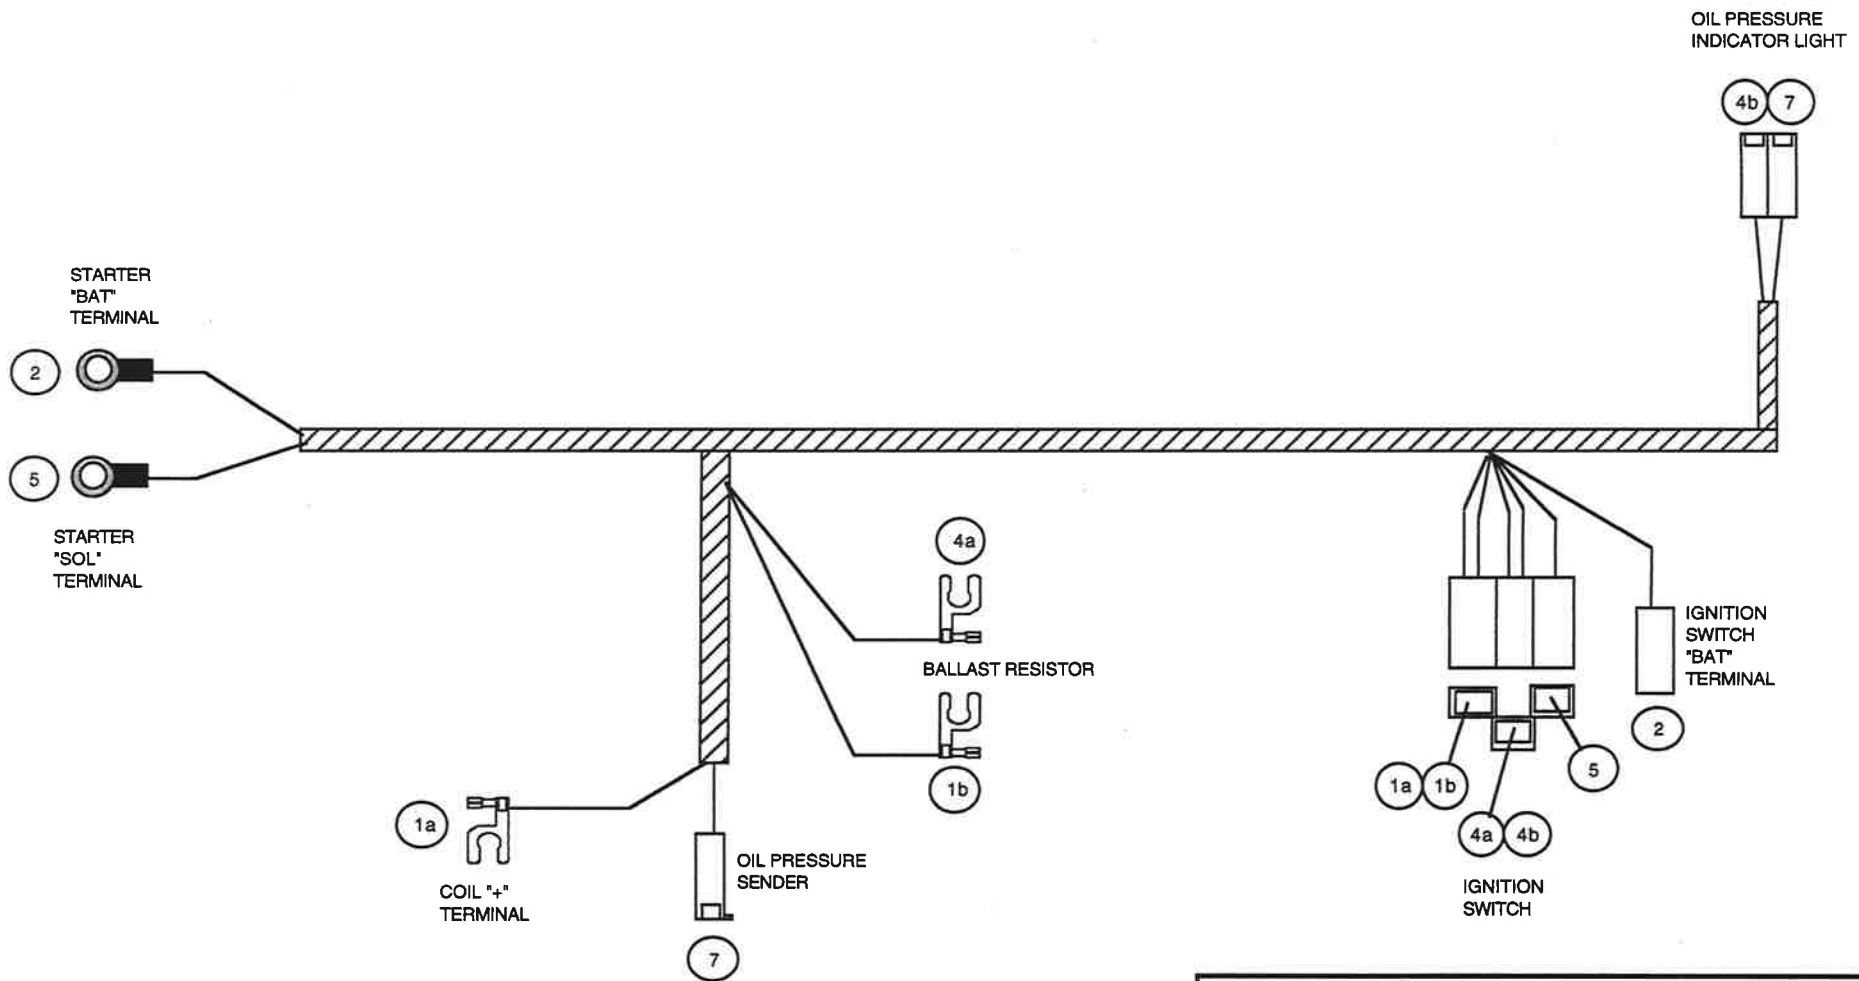 OIL PRESSURE
INDICATOR LIGHT
4b 7
STARTER
"BAT"
TERMINAL
2
5
STARTER
"SOL"
TERMINAL
4a
BALLAST RESISTOR
1b
1a
COIL "+"
TERMINAL
OIL PRESSURE
SENDER
7
IGNITION
SWITCH
"BAT"
TERMINAL
2
5
1a 1b
4a 4b
IGNITION
SWITCH